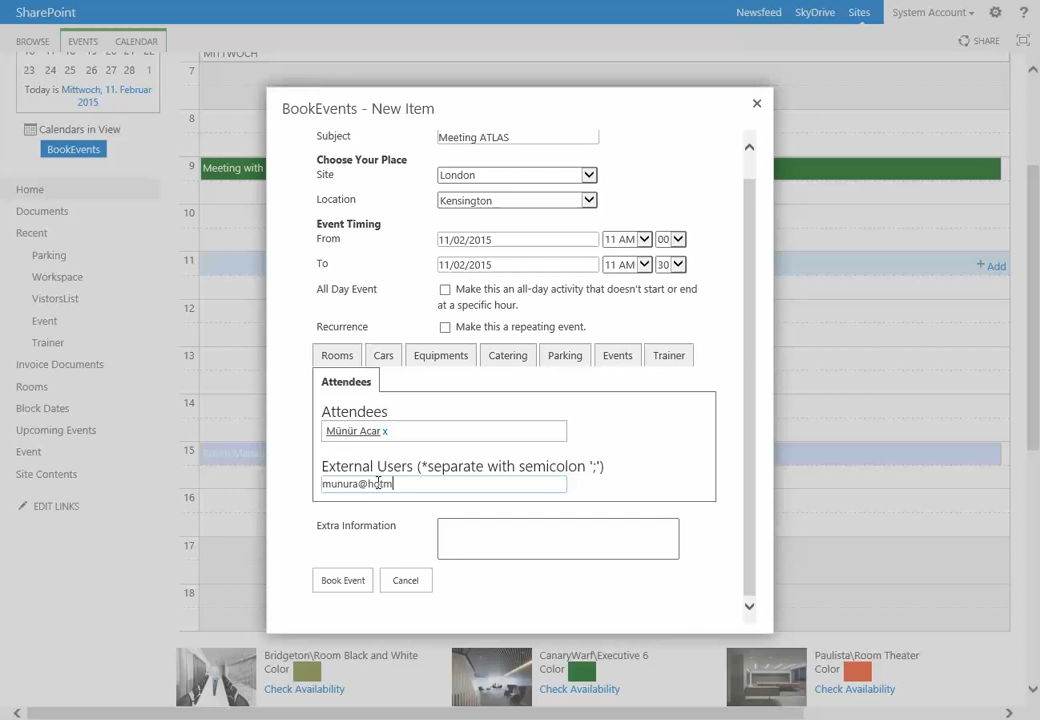 SharePoint
Newsfeed SkyDrive Sites System Account ?
BROWSE EVENTS CALENDAR
SHARE
23 24 25 26 27 28 1
Today is Mittwoch, 11. Februar
2015
Calendars in View
BookEvents
Home
Documents
Recent
Parking
Workspace
VistorsList
Event
Trainer
Invoice Documents
Rooms
Block Dates
Upcoming Events
Event
Site Contents
EDIT LINKS
MITTWOCH
7
8
9 Meeting with
10
11 + Add
12
13
14
15
16
17
18
BookEvents - New Item
Subject Meeting ATLAS
Choose Your Place
Site London
Location Kensington
Event Timing
From 11/02/2015 11 AM 00
To 11/02/2015 11 AM 30
All Day Event Make this an all-day activity that doesn't start or end
at a specific hour.
Recurrence Make this a repeating event.
Rooms Cars Equipments Catering Parking Events Trainer
Attendees
Attendees
Münür Acar x
External Users (*separate with semicolon ';')
munura@hotm
Extra Information
Book Event Cancel
Bridgeton\Room Black and White
Color
Check Availability
CanaryWarf\Executive 6
Color
Check Availability
Paulista\Room Theater
Color
Check Availability